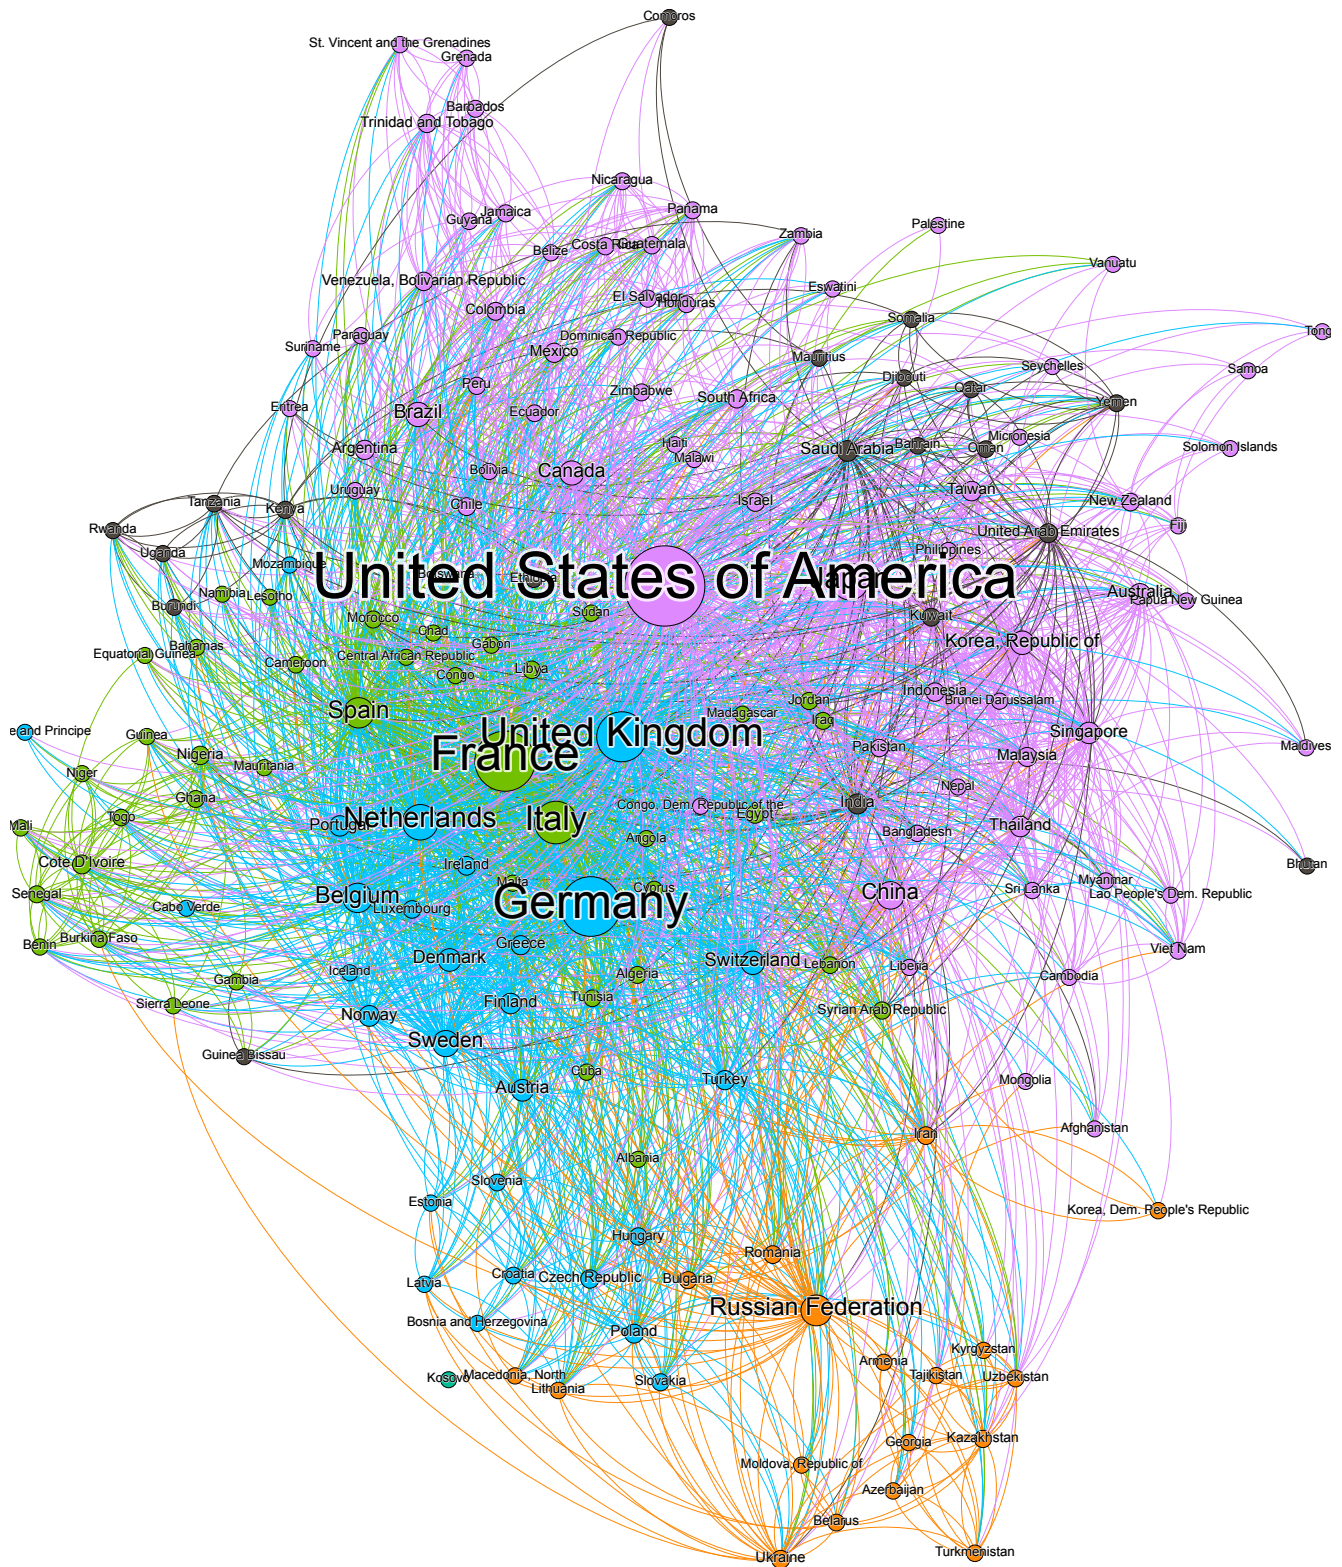 Comoros
St. Vincent and the Grenadines
Grenada
Barbados
Trinidad and Tobago
Nicaragua
Panama
Guyana
Jamaica
Zambia
Palestine
Belize
Costa Rica
Guatemala
Vanuatu
Venezuela, Bolivarian Republic
Eswatini
El Salvador
Honduras
Colombia
Somalia
Tong
Paraguay
Suriname
Dominican Republic
Mexico
Mauritius
Seychelles
Samoa
Djibouti
Peru
Zimbabwe
South Africa
Qatar
Yemen
Eritrea
Brazil
Ecuador
Micronesia
Argentina
Haiti
Malawi
Saudi Arabia
Bahrain
Oman
Solomon Islands
Bolivia
Canada
Uruguay
Chile
Israel
Taiwan
New Zealand
Tanzania
Kenya
Rwanda
United Arab Emirates
Fiji
Uganda
Mozambique
Philippines
United States of America
Japan
Botswana
Ethiopia
Namibia
Lesotho
Burundi
Australia
Papua New Guinea
Morocco
Sudan
Kuwait
Chad
Gabon
Korea, Republic of
Bahamas
Equatorial Guinea
Cameroon
Central African Republic
Congo
Libya
Indonesia
Brunei Darussalam
Spain
Madagascar
Jordan
Iraq
e and Principe
Guinea
United Kingdom
Singapore
Nigeria
France
Pakistan
Malaysia
Maldives
Mauritania
Niger
Nepal
Ghana
Togo
Mali
Portugal
Netherlands
Italy
Congo, Dem. Republic of the
Egypt
India
Thailand
Angola
Bangladesh
Cote D'Ivoire
Ireland
Bhutan
Senegal
Belgium
Malta
Cyprus
China
Myanmar
Sri Lanka
Lao People's Dem. Republic
Cabo Verde
Luxembourg
Germany
Burkina Faso
Benin
Greece
Viet Nam
Denmark
Switzerland
Lebanon
Liberia
Iceland
Algeria
Cambodia
Gambia
Sierra Leone
Tunisia
Finland
Norway
Syrian Arab Republic
Sweden
Guinea Bissau
Cuba
Turkey
Mongolia
Austria
Afghanistan
Iran
Albania
Slovenia
Estonia
Korea, Dem. People's Republic
Hungary
Romania
Latvia
Croatia
Czech Republic
Bulgaria
Russian Federation
Bosnia and Herzegovina
Poland
Kyrgyzstan
Armenia
Kosovo
Macedonia, North
Lithuania
Slovakia
Tajikistan
Uzbekistan
Georgia
Kazakhstan
Moldova, Republic of
Azerbaijan
Belarus
Ukraine
Turkmenistan